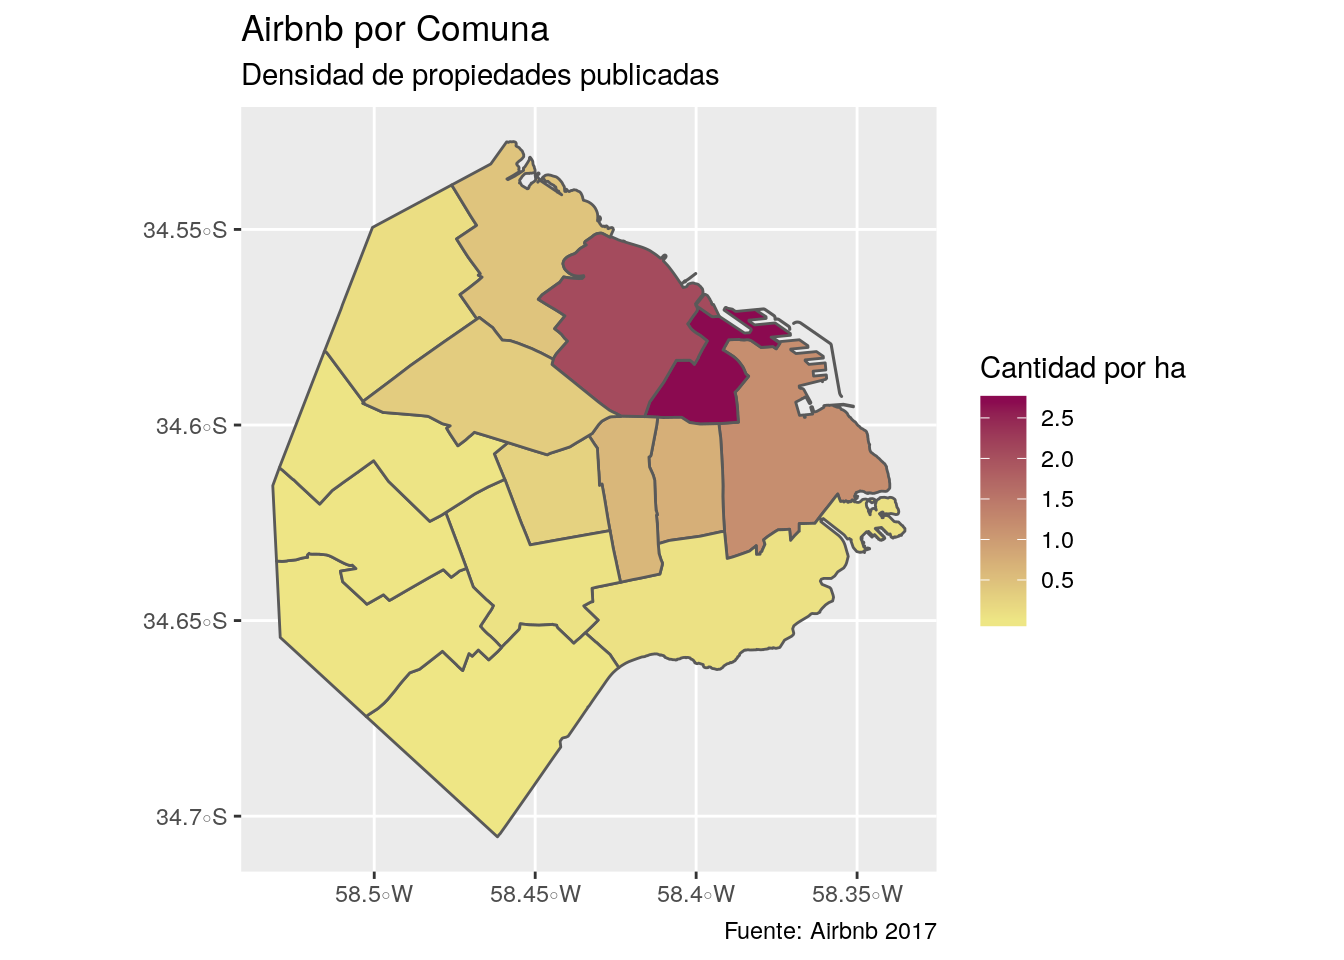 Airbnb por Comuna
Densidad de propiedades publicadas
34.55◦S
34.6◦S
34.65◦S
34.7◦S
58.5◦W
58.45◦W
58.4◦W
58.35◦W
Cantidad por ha
2.5
2.0
1.5
1.0
0.5
Fuente: Airbnb 2017